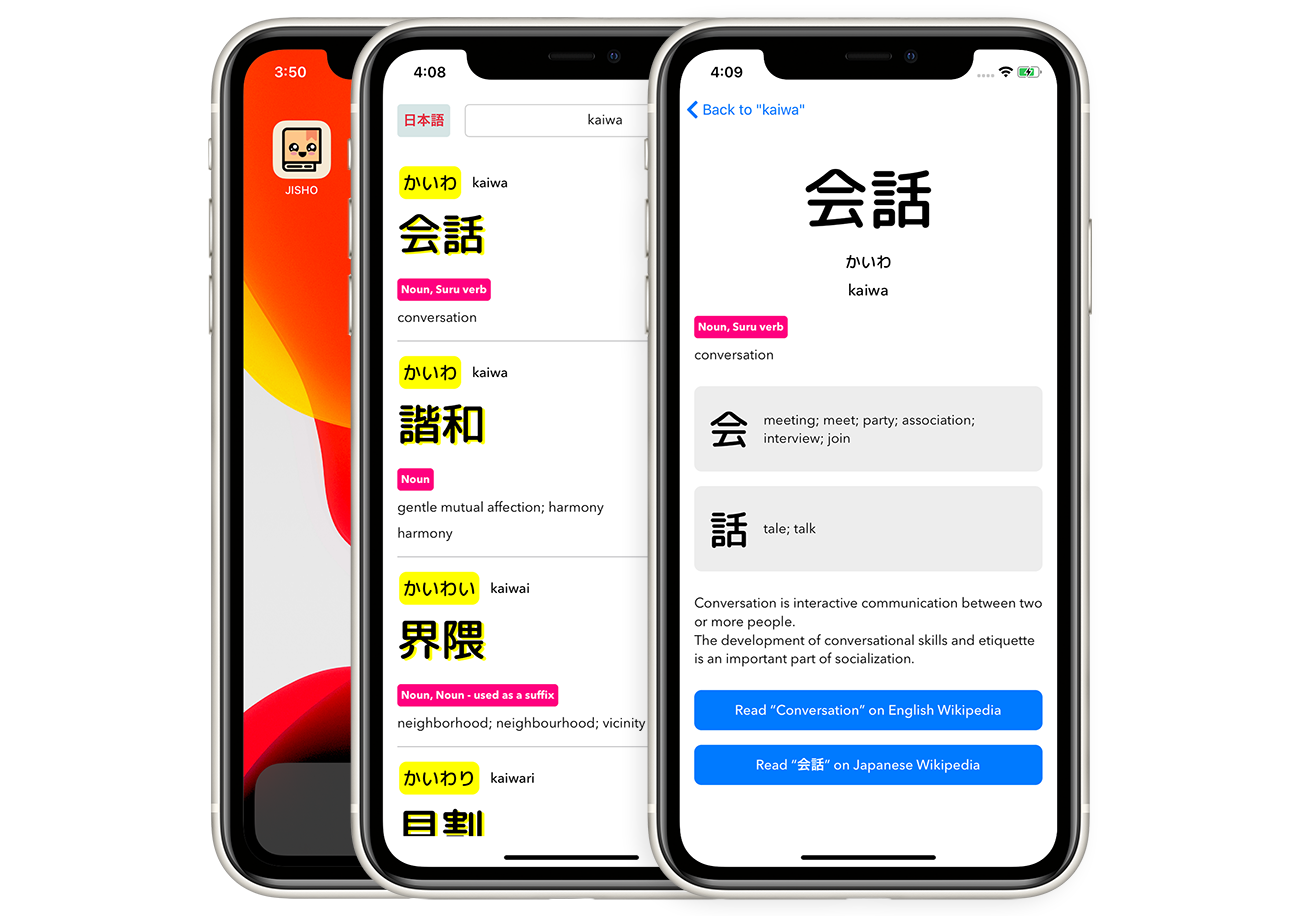 3:50
JISHO
4:08
日本語
kaiwa
かいわ kaiwa
会話
Noun, Suru verb
conversation
かいわ kaiwa
諧和
Noun
gentle mutual affection; harmony
harmony
かいわい kaiwai
界隈
Noun, Noun - used as a suffix
neighborhood; neighbourhood; vicinity
かいわり kaiwari
4:09
Back to "kaiwa"
会話
かいわ
kaiwa
Noun, Suru verb
conversation
会
meeting; meet; party; association;
interview; join
話
tale; talk
Conversation is interactive communication between two
or more people.
The development of conversational skills and etiquette
is an important part of socialization.
Read “Conversation” on English Wikipedia
Read “会話” on Japanese Wikipedia